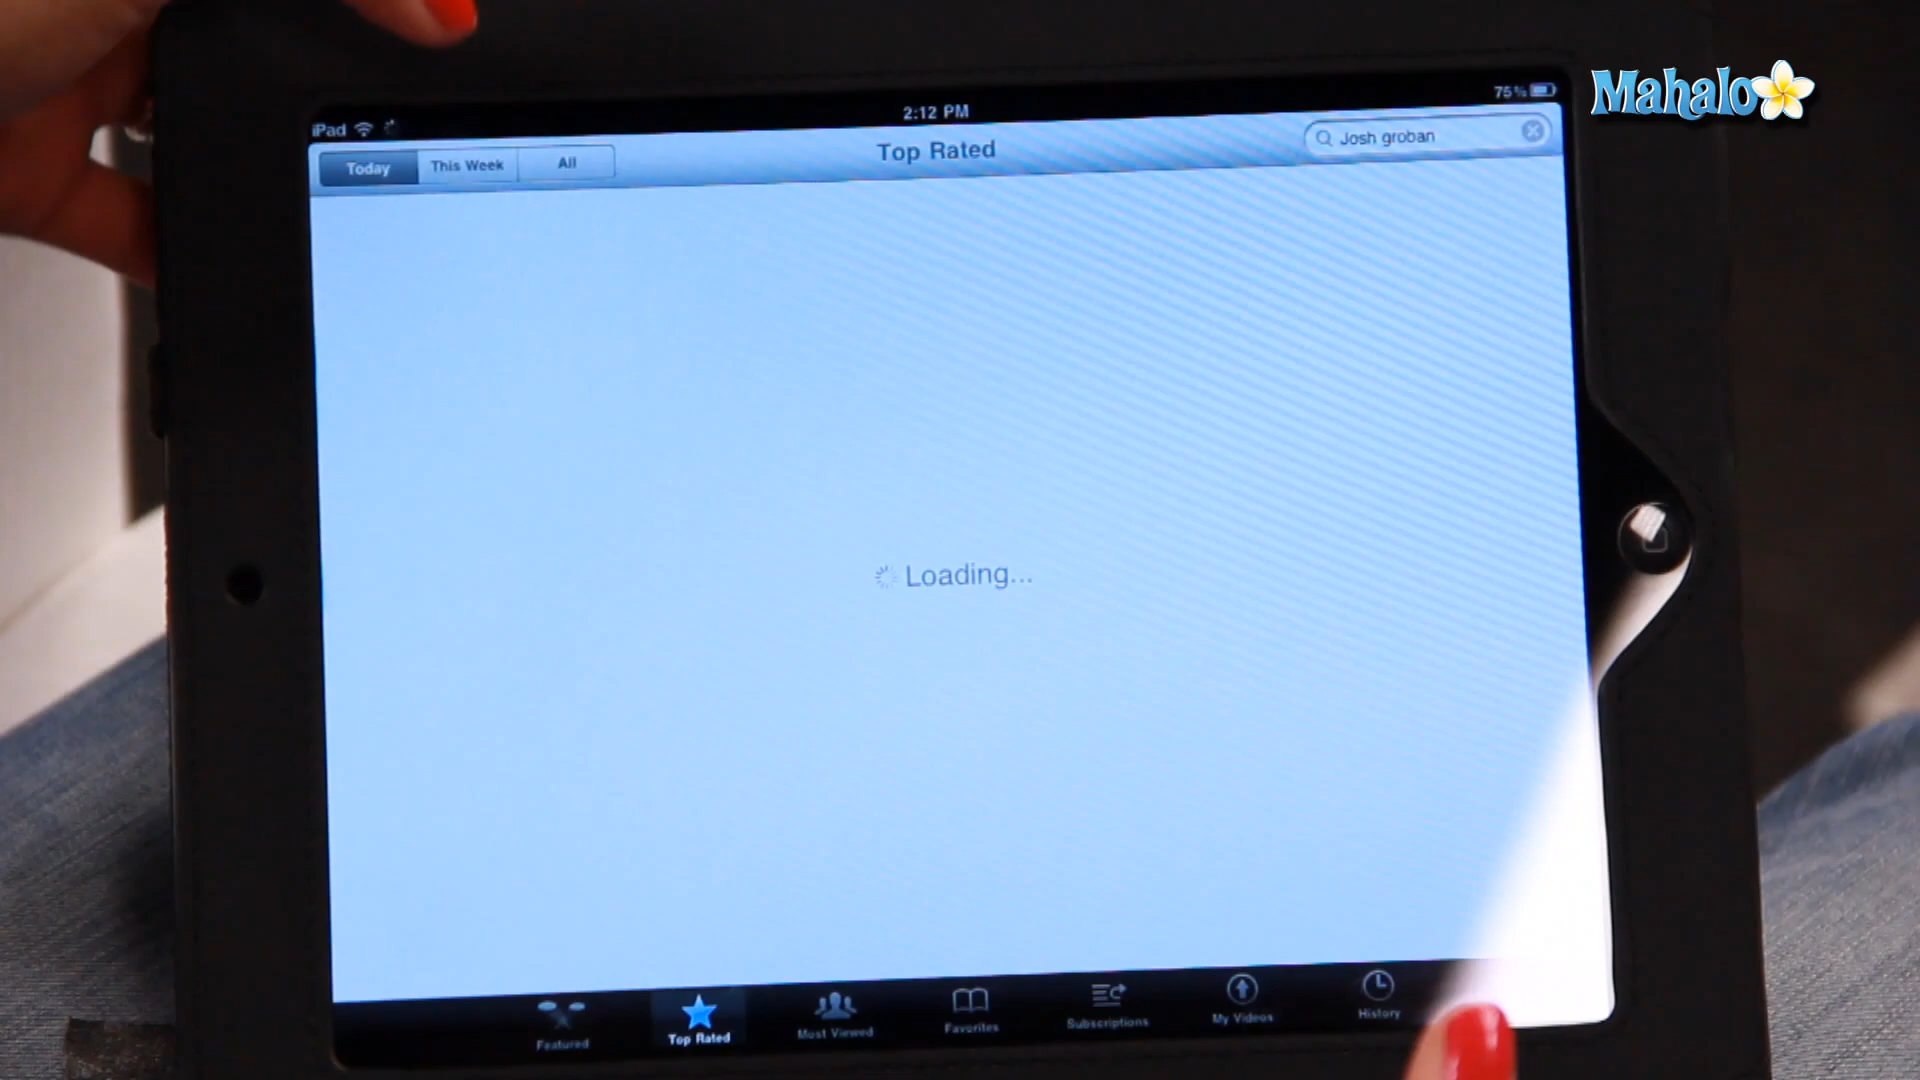 Mahalo
iPad 2:12 PM 75%
Today This Week All Top Rated Josh groban
Loading...
Featured Top Rated Most Viewed Favorites Subscriptions My Videos History